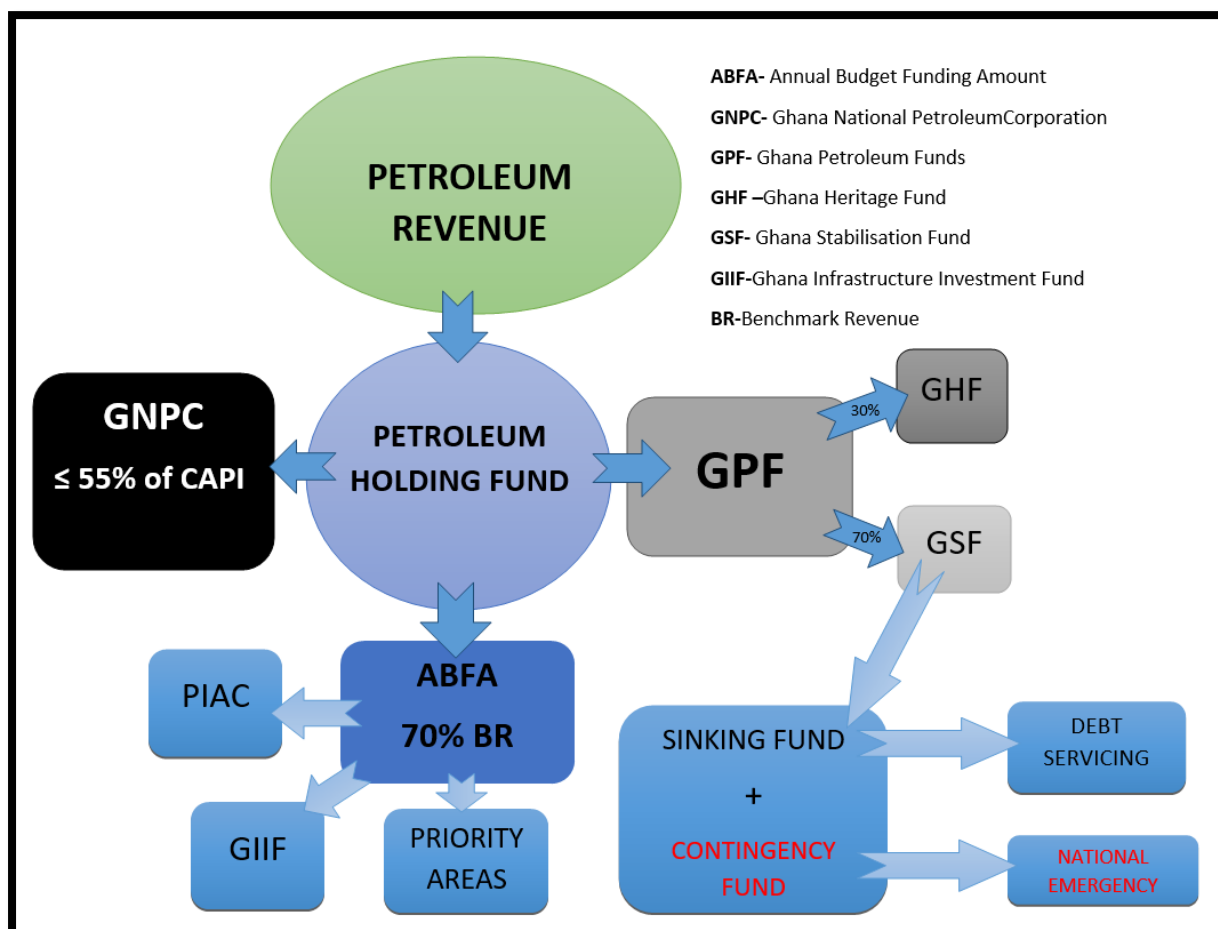 PETROLEUM
REVENUE
ABFA- Annual Budget Funding Amount
GNPC- Ghana National PetroleumCorporation
GPF- Ghana Petroleum Funds
GHF –Ghana Heritage Fund
GSF- Ghana Stabilisation Fund
GIIF-Ghana Infrastructure Investment Fund
BR-Benchmark Revenue
GNPC
≤ 55% of CAPI
PETROLEUM
HOLDING FUND
GPF
30%
GHF
70%
GSF
ABFA
70% BR
PIAC
GIIF
PRIORITY
AREAS
SINKING FUND
+
CONTINGENCY
FUND
DEBT
SERVICING
NATIONAL
EMERGENCY